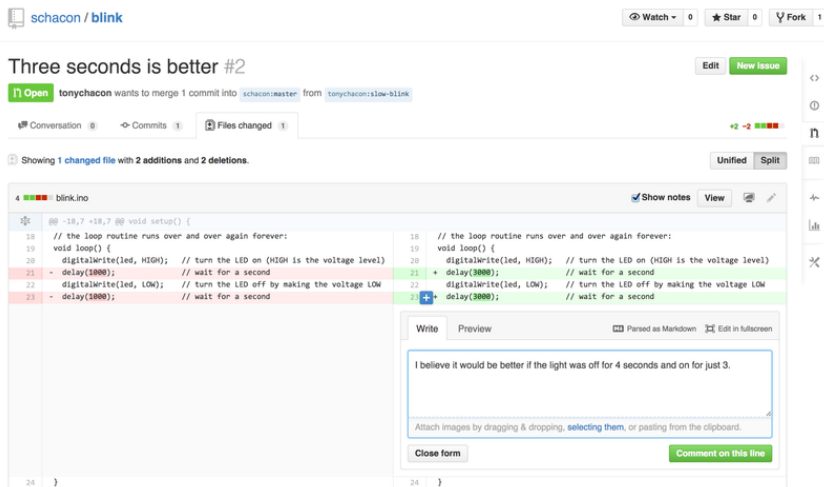 schacon / blink
Watch 0 Star 0 Fork 1
Three seconds is better #2
Edit New issue
Open tonychacon wants to merge 1 commit into schacon:master from tonychacon:slow-blink
Conversation 0 Commits 1 Files changed 1 +2 −2
Showing 1 changed file with 2 additions and 2 deletions.
Unified Split
4 blink.ino Show notes View
@@ -18,7 +18,7 @@ void setup() {
18 // the loop routine runs over and over again forever:
19 void loop() {
20 digitalWrite(led, HIGH); // turn the LED on (HIGH is the voltage level)
21 - delay(1000); // wait for a second
22 digitalWrite(led, LOW); // turn the LED off by making the voltage LOW
23 - delay(1000); // wait for a second
24 }
18 // the loop routine runs over and over again forever:
19 void loop() {
20 digitalWrite(led, HIGH); // turn the LED on (HIGH is the voltage level)
21 + delay(3000); // wait for a second
22 digitalWrite(led, LOW); // turn the LED off by making the voltage LOW
23 + delay(3000); // wait for a second
Write Preview Parsed as Markdown Edit in fullscreen
I believe it would be better if the light was off for 4 seconds and on for just 3.
Attach images by dragging & dropping, selecting them, or pasting from the clipboard.
Close form Comment on this line
24 }